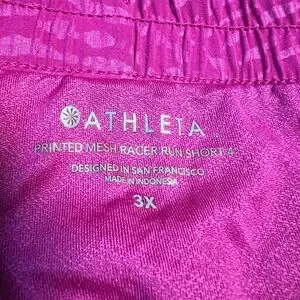 ATHLETA
PRINTED MESH RACER RUN SHORT 4"
DESIGNED IN SAN FRANCISCO
MADE IN INDONESIA
3X